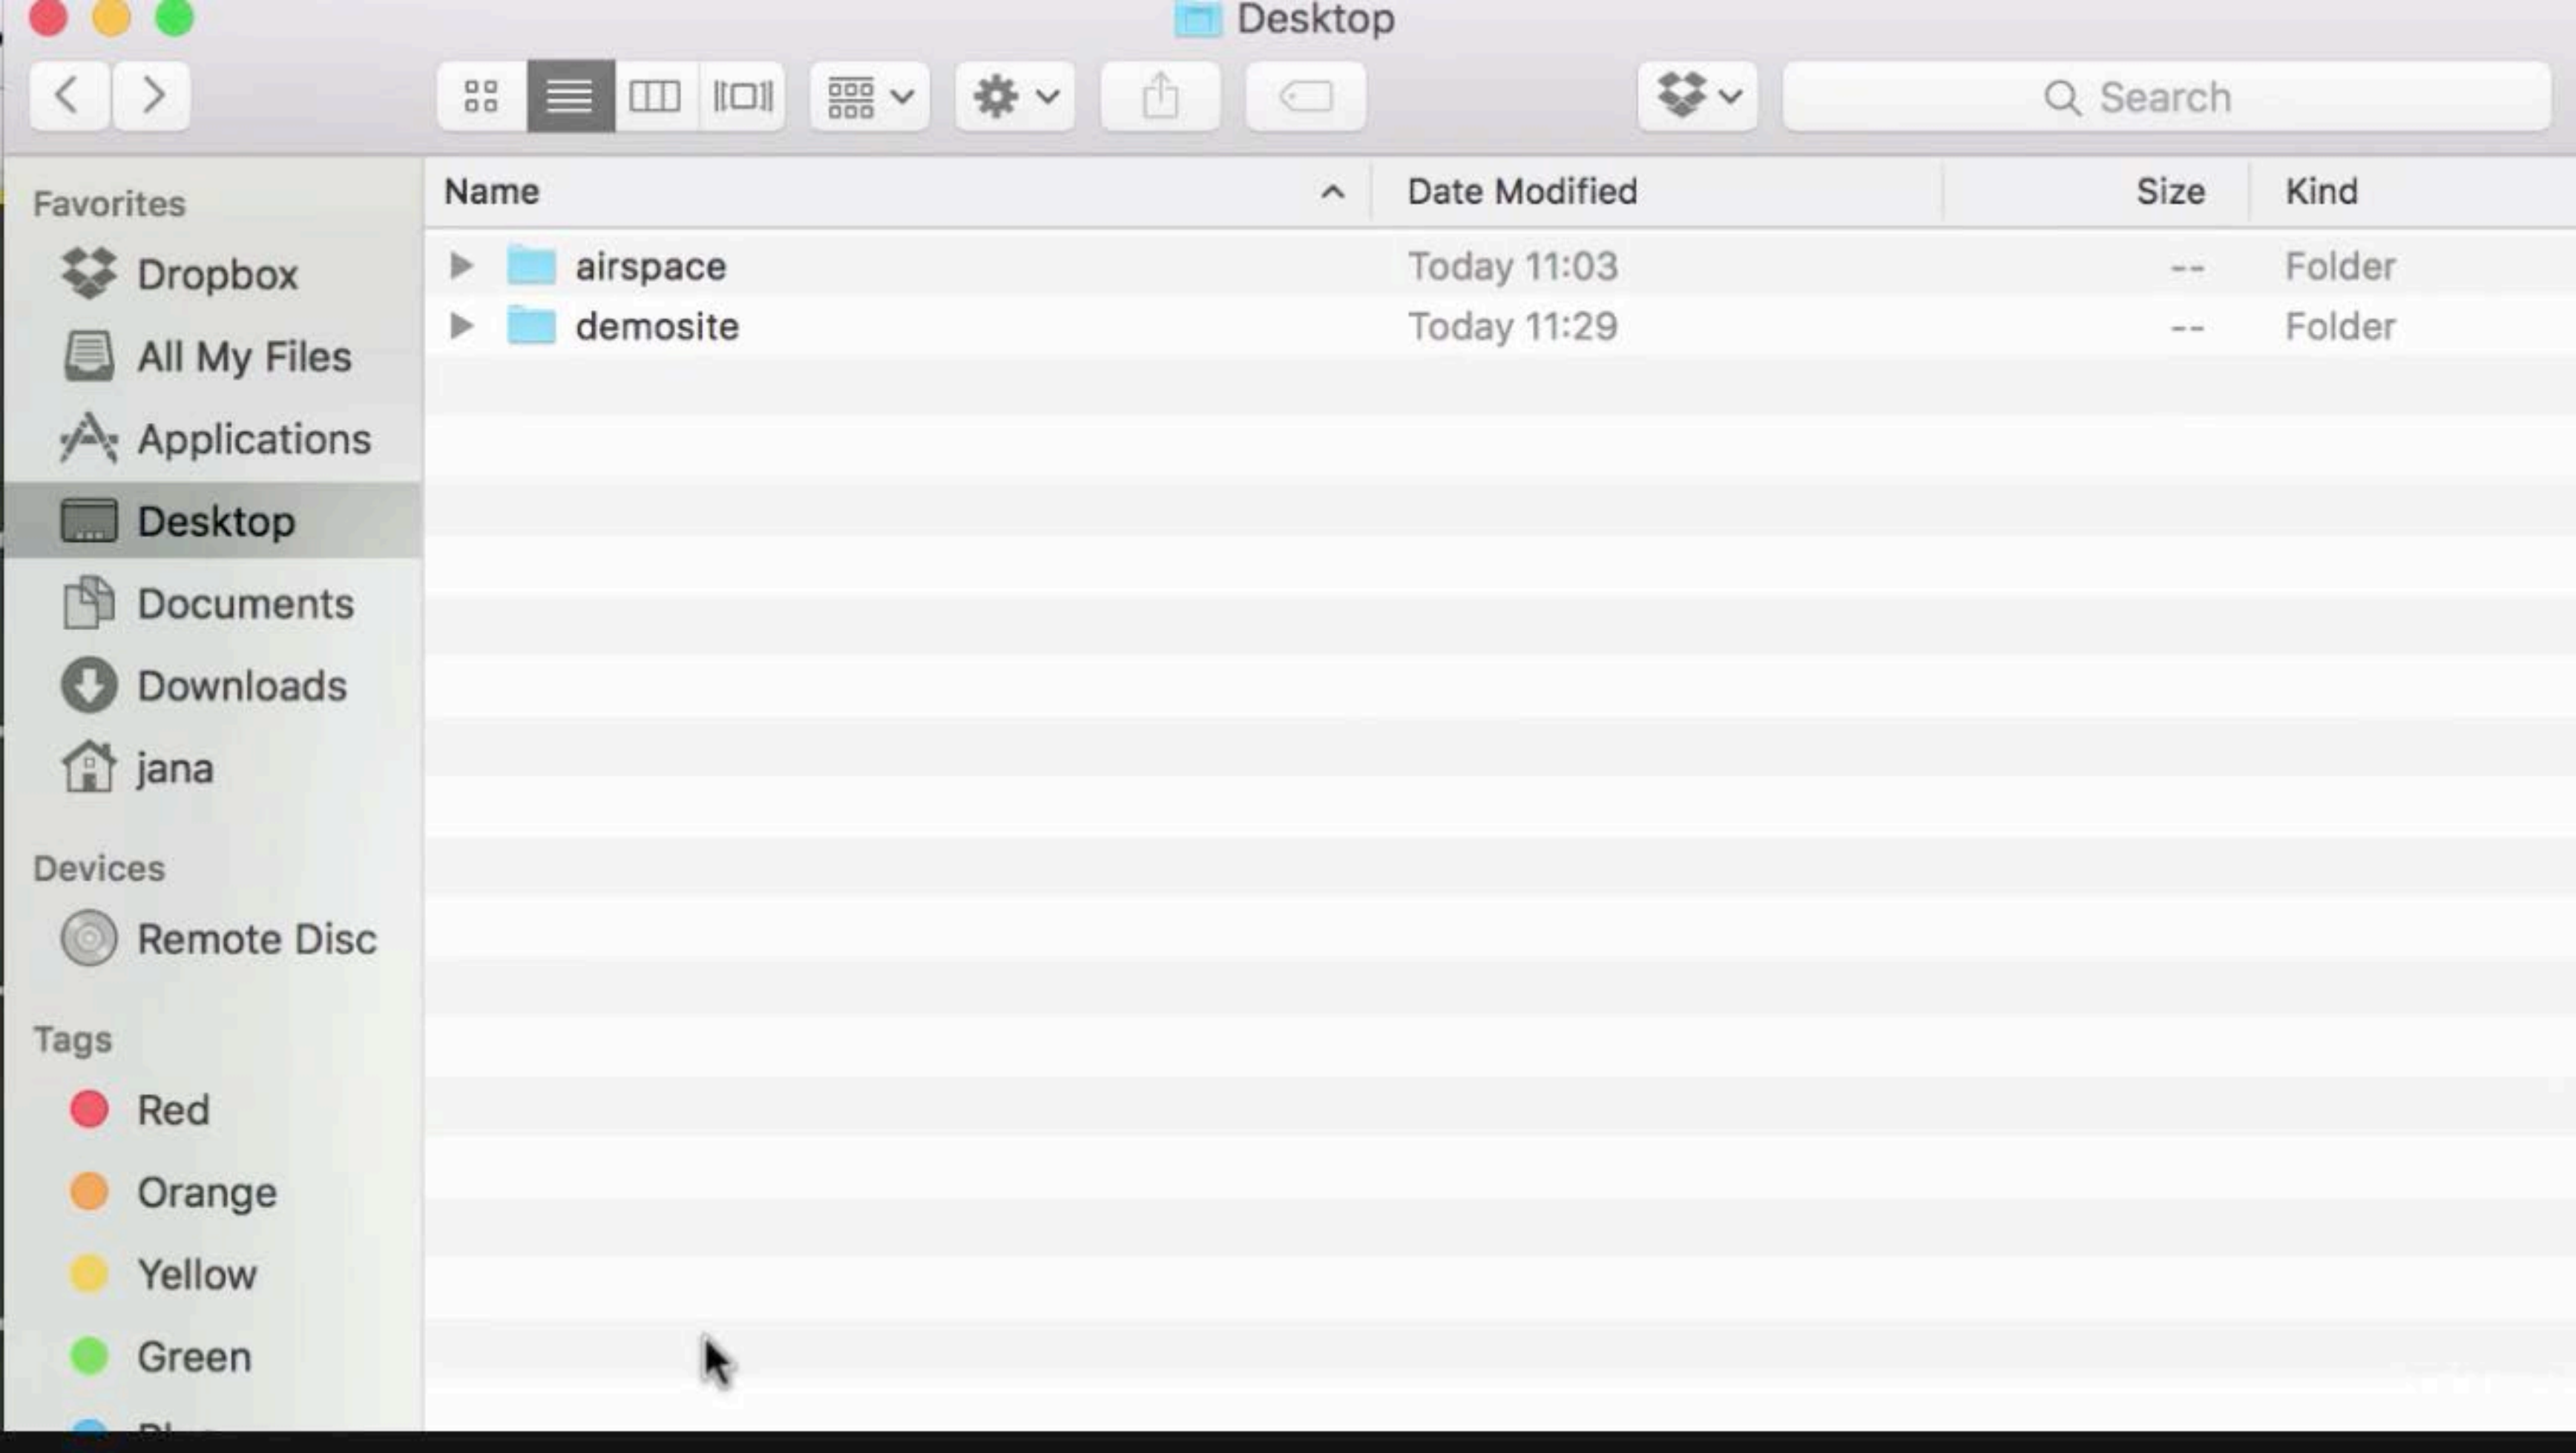 Desktop
Search
Favorites
Dropbox
All My Files
Applications
Desktop
Documents
Downloads
jana
Devices
Remote Disc
Tags
Red
Orange
Yellow
Green
Name Date Modified Size Kind
airspace Today 11:03 -- Folder
demosite Today 11:29 -- Folder